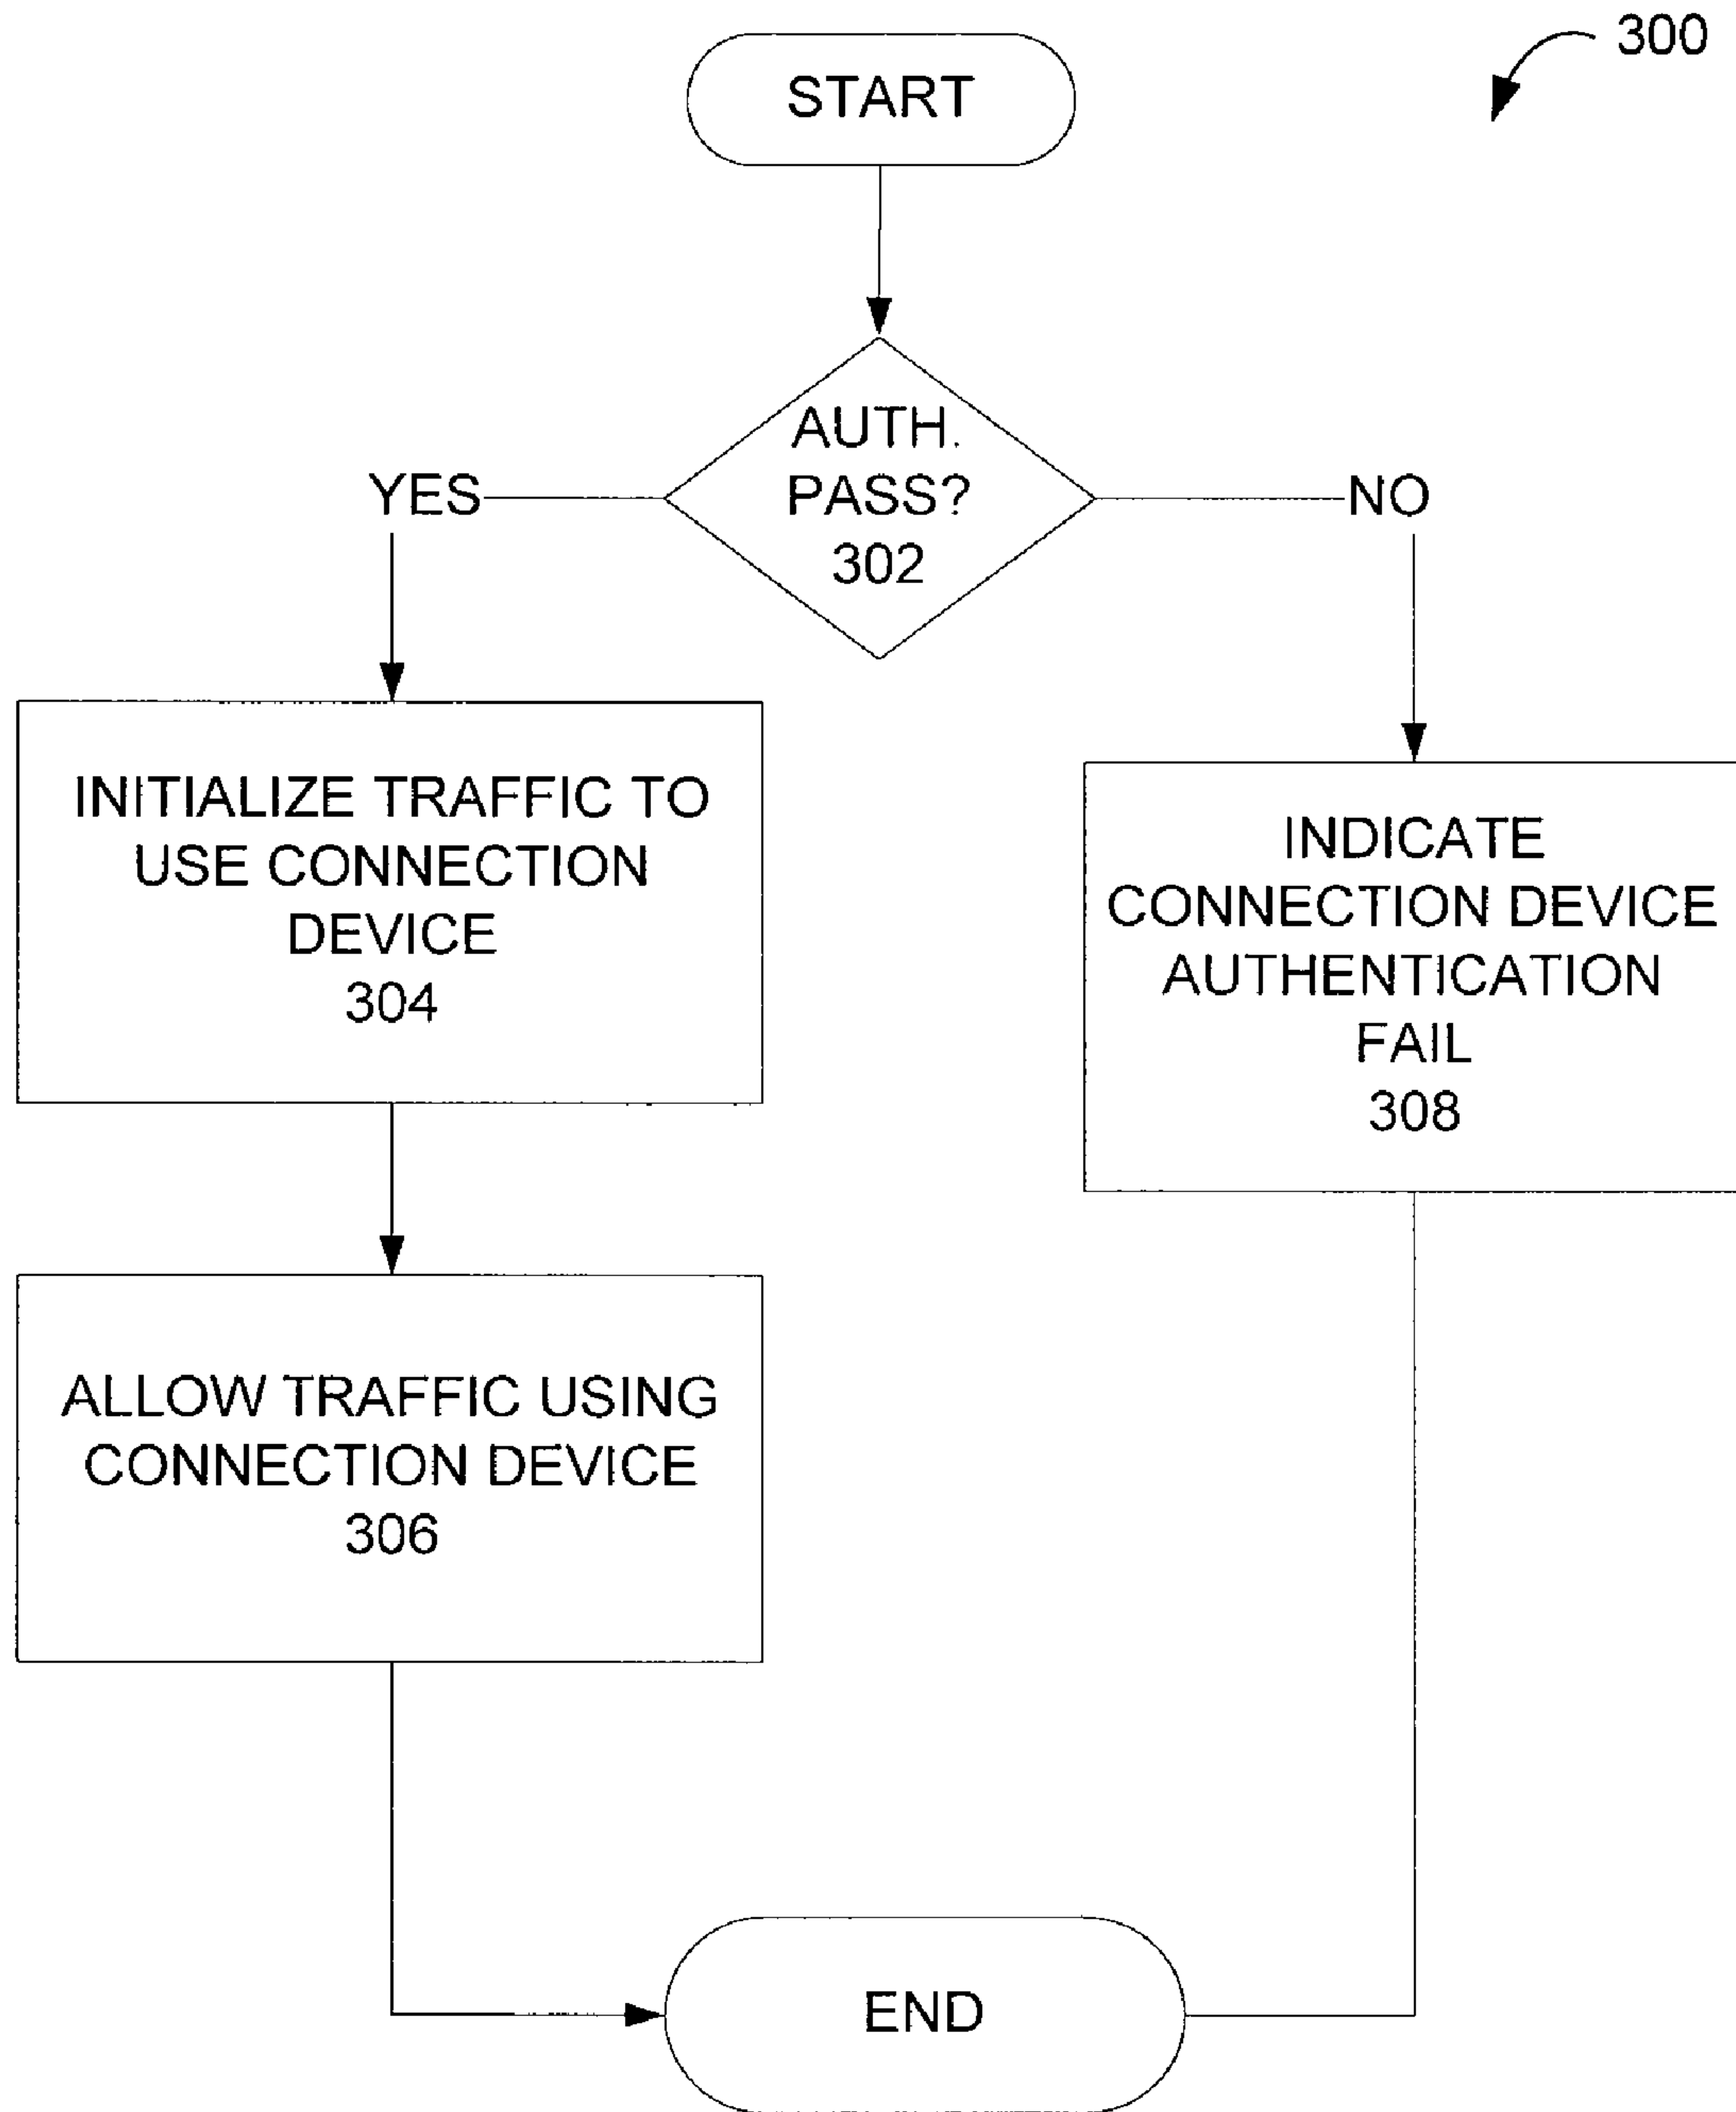 300
START
AUTH.
PASS?
302
YES
NO
INITIALIZE TRAFFIC TO
USE CONNECTION
DEVICE
304
INDICATE
CONNECTION DEVICE
AUTHENTICATION
FAIL
308
ALLOW TRAFFIC USING
CONNECTION DEVICE
306
END